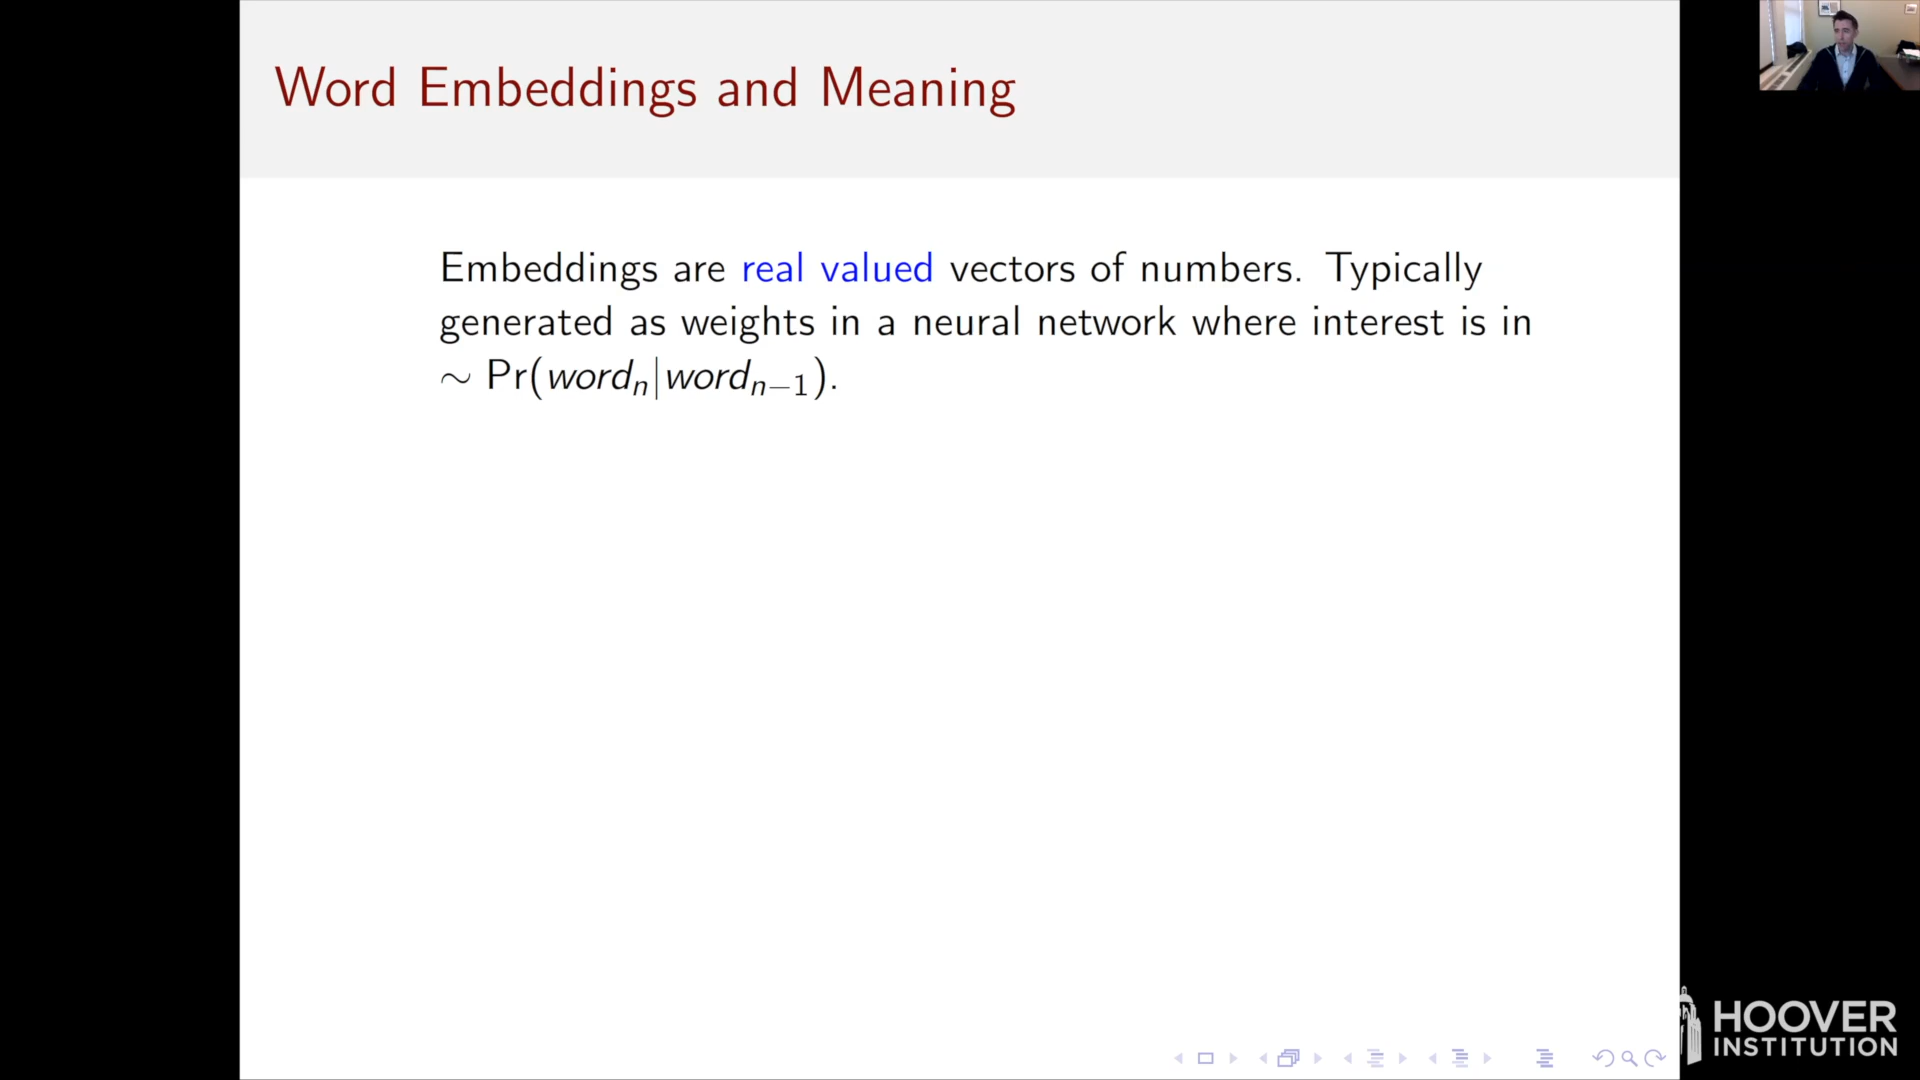 Word Embeddings and Meaning
Embeddings are real valued vectors of numbers. Typically
generated as weights in a neural network where interest is in
∼ Pr(wordₙ|wordₙ₋₁).
HOOVER
INSTITUTION